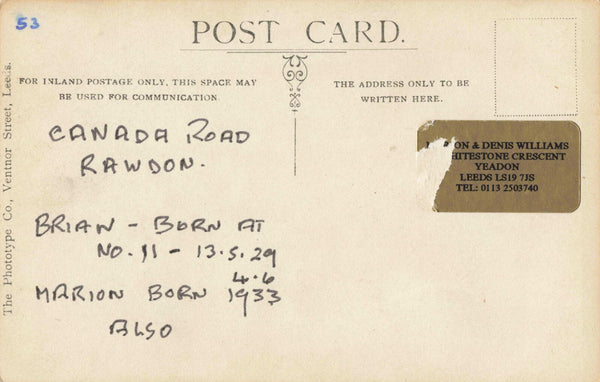 53
POST CARD.
The Phototype Co., Ventnor Street, Leeds.
FOR INLAND POSTAGE ONLY, THIS SPACE MAY
BE USED FOR COMMUNICATION.
THE ADDRESS ONLY TO BE
WRITTEN HERE.
CANADA ROAD
RAWDON.
BRIAN - BORN AT
NO. 11 - 13.5.29
4.6
MARION BORN 1933
ALSO
& DENIS WILLIAMS
CRESCENT
YEADON
LEEDS LS19 7JS
TEL: 0113 2503740